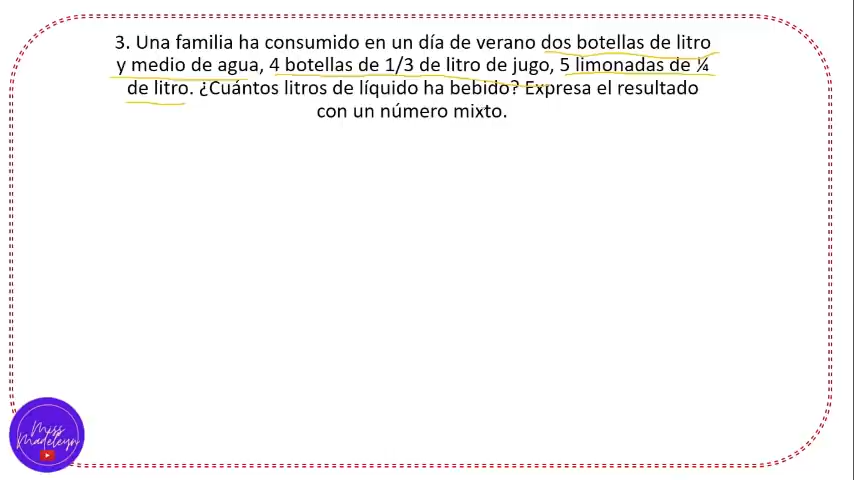 3. Una familia ha consumido en un día de verano dos botellas de litro
y medio de agua, 4 botellas de 1/3 de litro de jugo, 5 limonadas de ¼
de litro. ¿Cuántos litros de líquido ha bebido? Expresa el resultado
con un número mixto.
Miss
Madeleyn